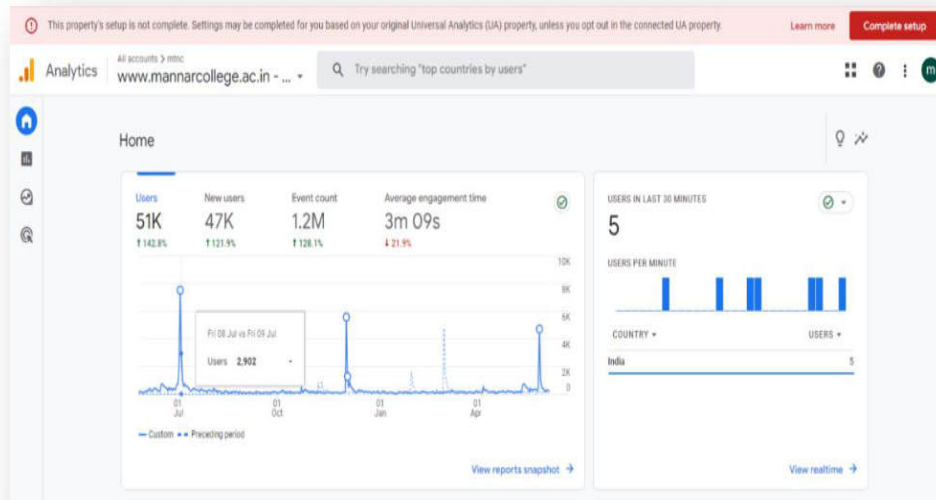 This property's setup is not complete. Settings may be completed for you based on your original Universal Analytics (UA) property, unless you opt out in the connected UA property.
Learn more
Complete setup
Analytics
All accounts > mtnc
www.mannarcollege.ac.in - ...
Try searching "top countries by users"
m
Home
Users
51K
↑ 142.8%
New users
47K
↑ 121.9%
Event count
1.2M
↑ 128.1%
Average engagement time
3m 09s
↓ 21.9%
10K
8K
6K
4K
2K
0
Fri 08 Jul vs Fri 09 Jul
Users 2,902 -
01
Jul
01
Oct
01
Jan
01
Apr
Custom
Preceding period
View reports snapshot →
USERS IN LAST 30 MINUTES
5
USERS PER MINUTE
COUNTRY
USERS
India
5
View realtime →